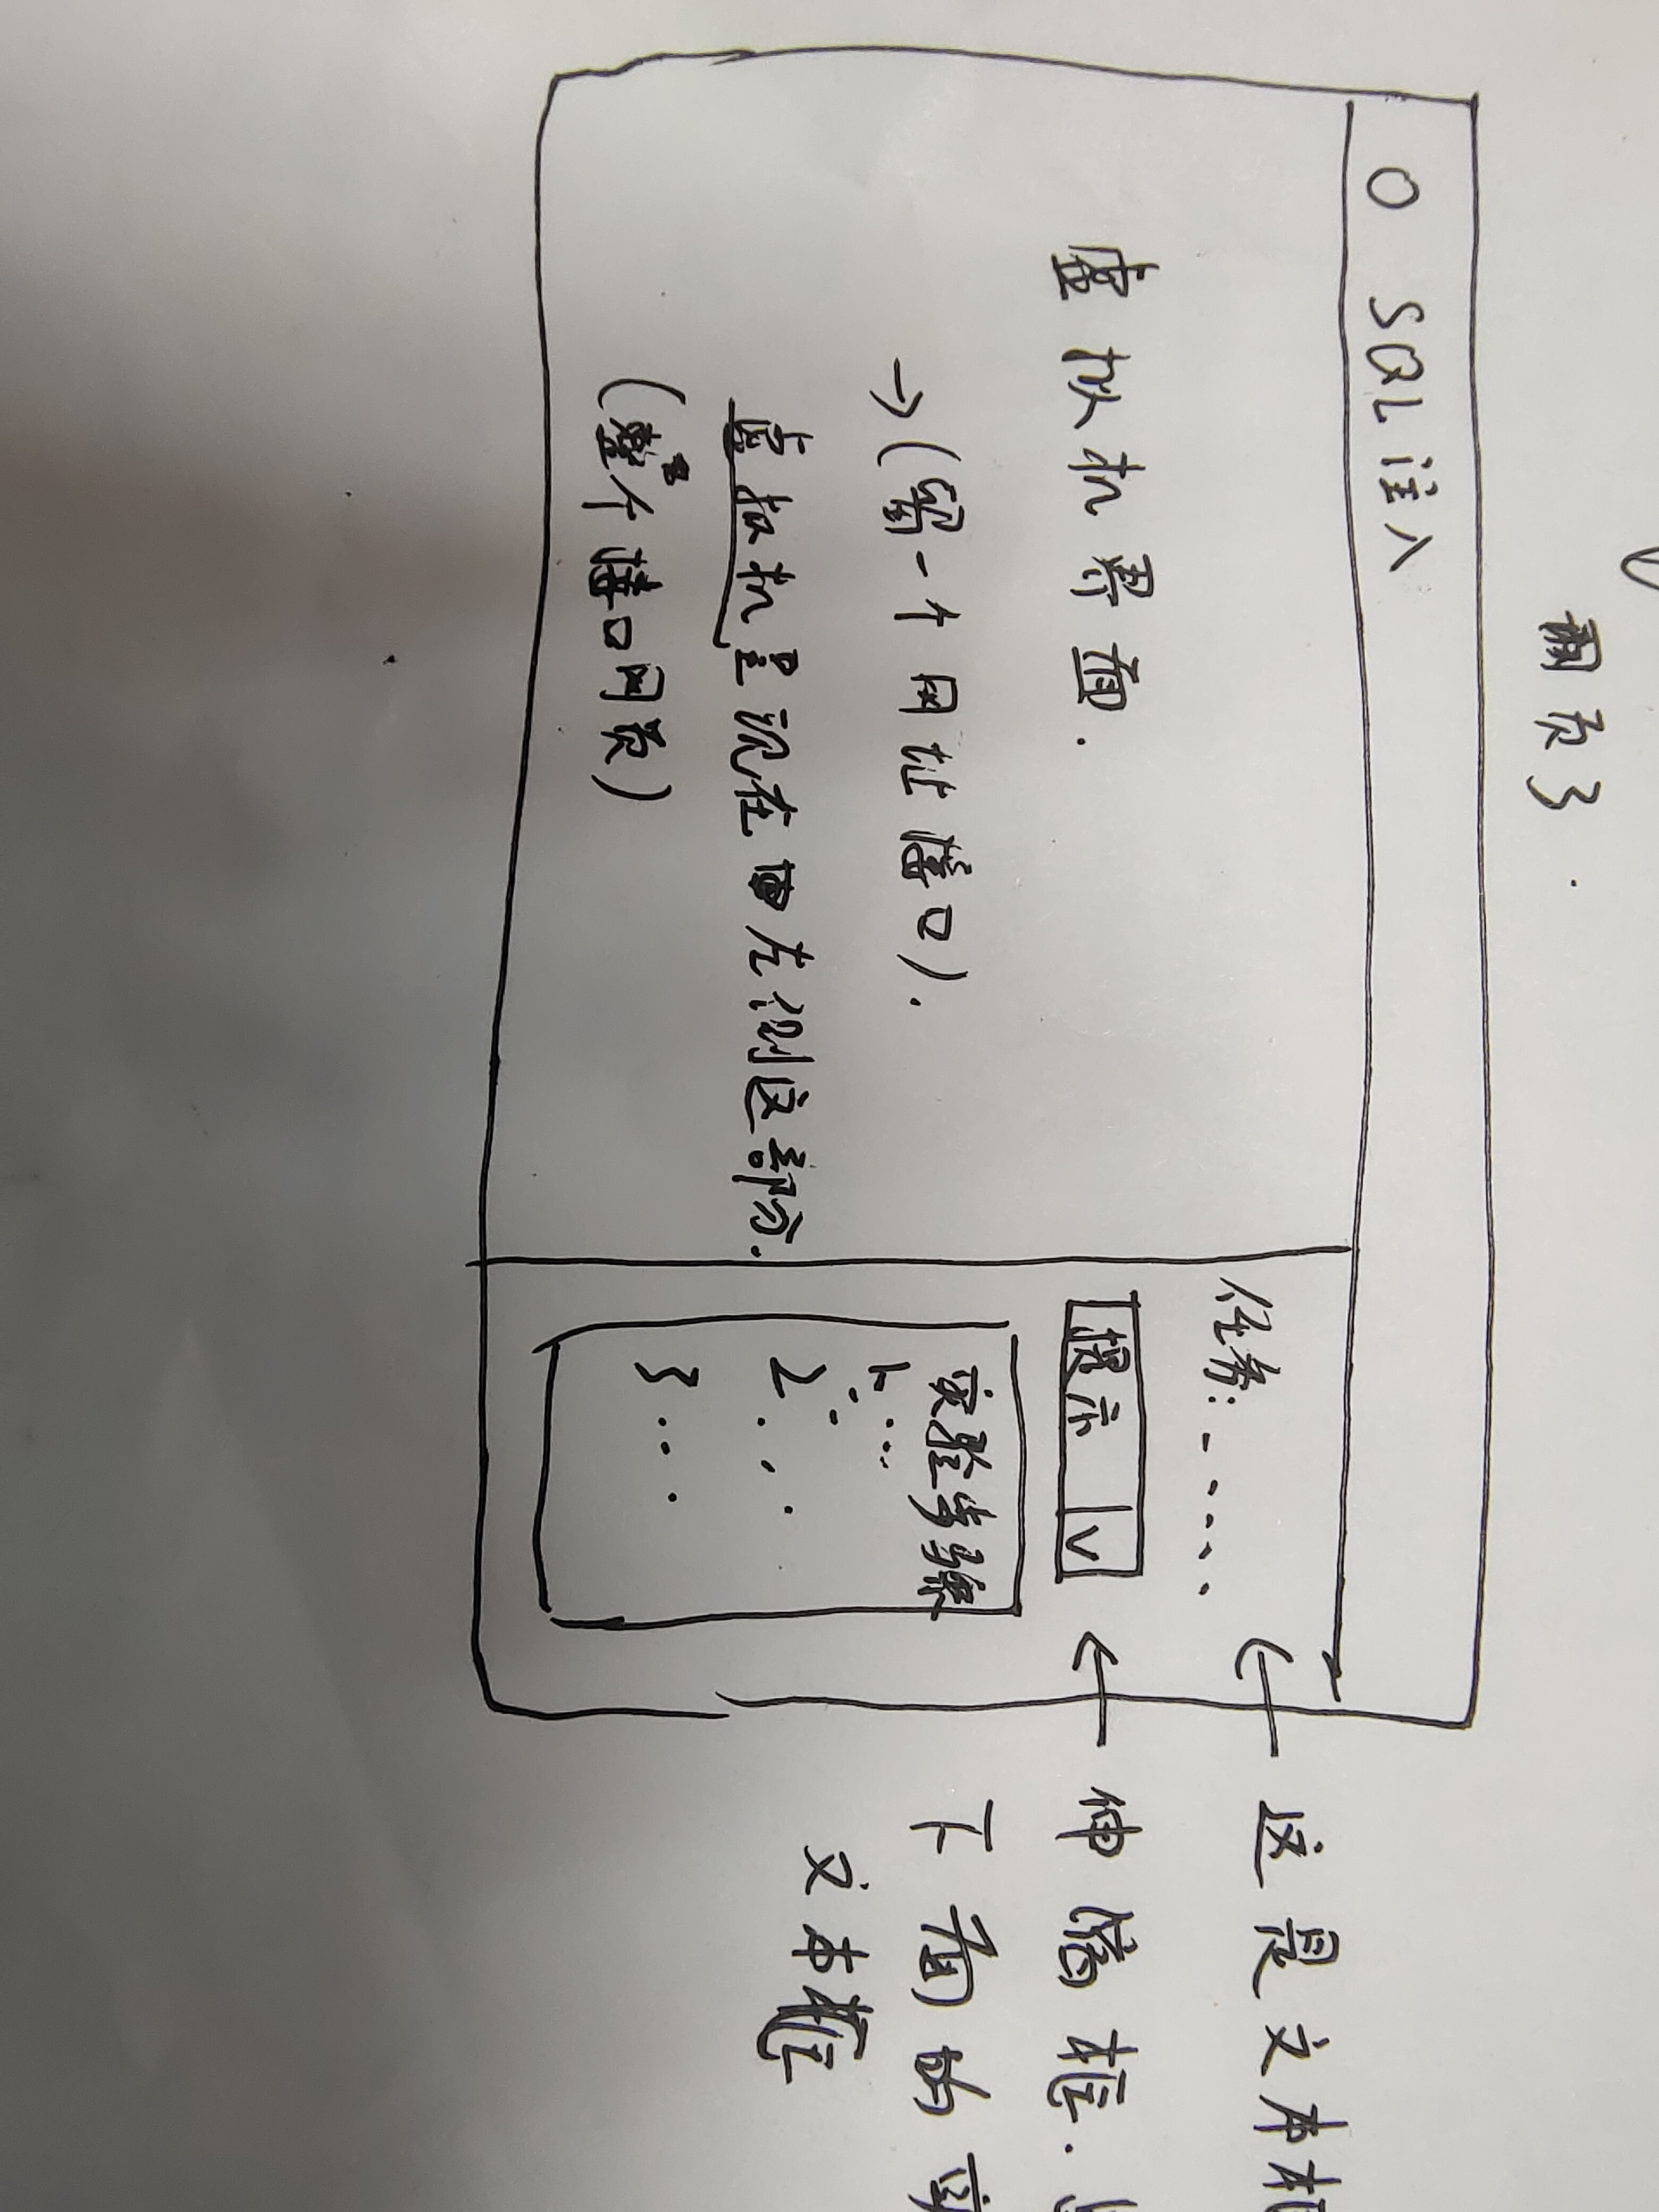 翻页了.
O SQL注入
任务: . . . . .
← 这是文本框
虚拟机界面.
提示 V
← 伸缩框.
→(留一个网址接口).
实验步骤
下面的
1. ...
文本框
2 . . .
虚拟机呈现在左侧这部分.
3 . . .
(整个接口网页)